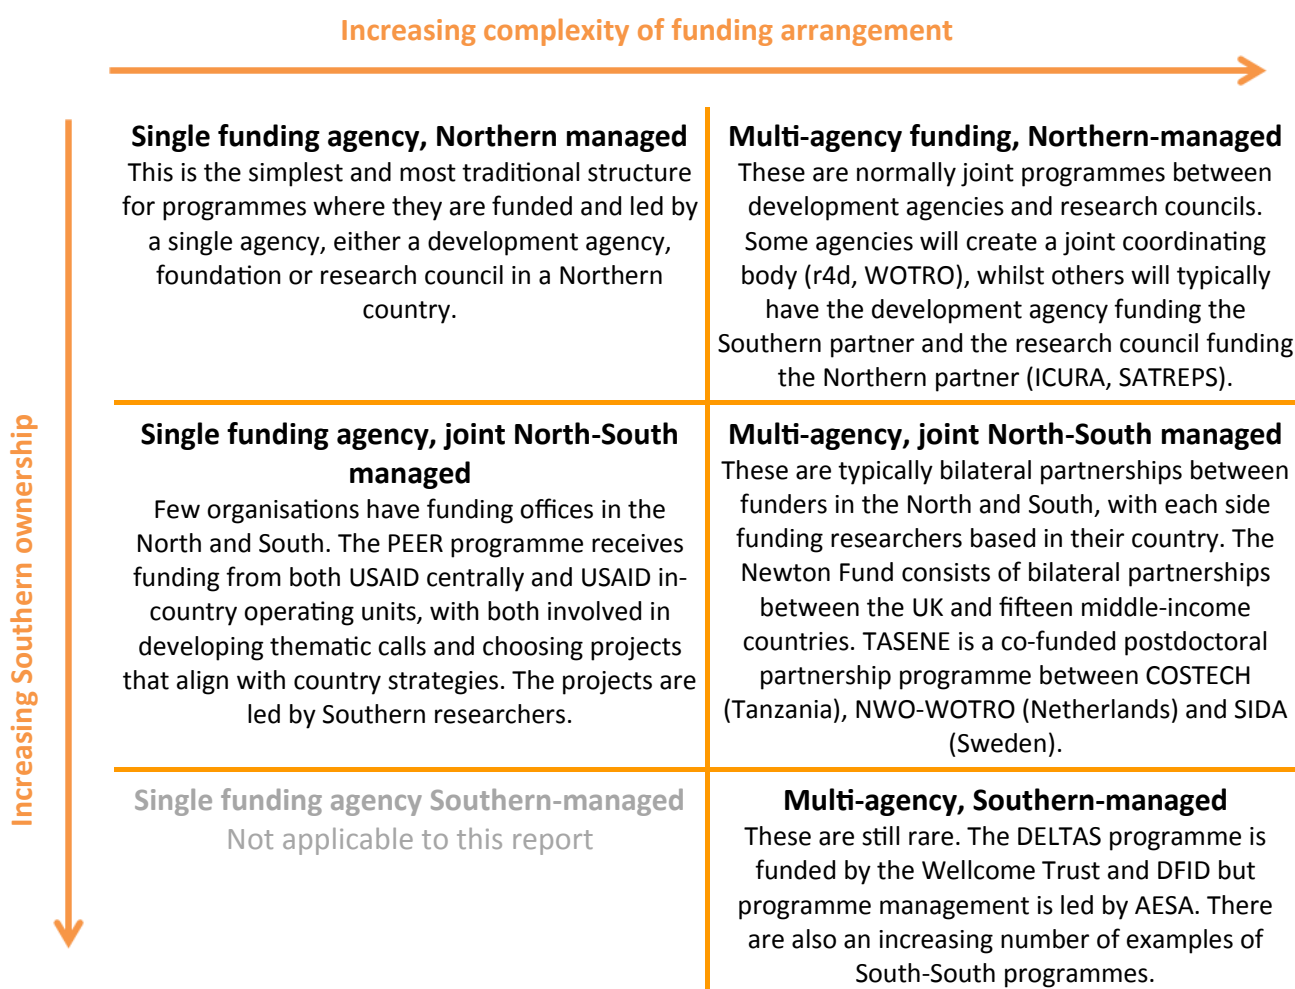 Increasing complexity of funding arrangement
Increasing Southern ownership
Single funding agency, Northern managed
This is the simplest and most traditional structure
for programmes where they are funded and led by
a single agency, either a development agency,
foundation or research council in a Northern
country.
Multi-agency funding, Northern-managed
These are normally joint programmes between
development agencies and research councils.
Some agencies will create a joint coordinating
body (r4d, WOTRO), whilst others will typically
have the development agency funding the
Southern partner and the research council funding
the Northern partner (ICURA, SATREPS).
Single funding agency, joint North-South
managed
Few organisations have funding offices in the
North and South. The PEER programme receives
funding from both USAID centrally and USAID in-
country operating units, with both involved in
developing thematic calls and choosing projects
that align with country strategies. The projects are
led by Southern researchers.
Multi-agency, joint North-South managed
These are typically bilateral partnerships between
funders in the North and South, with each side
funding researchers based in their country. The
Newton Fund consists of bilateral partnerships
between the UK and fifteen middle-income
countries. TASENE is a co-funded postdoctoral
partnership programme between COSTECH
(Tanzania), NWO-WOTRO (Netherlands) and SIDA
(Sweden).
Single funding agency Southern-managed
Not applicable to this report
Multi-agency, Southern-managed
These are still rare. The DELTAS programme is
funded by the Wellcome Trust and DFID but
programme management is led by AESA. There
are also an increasing number of examples of
South-South programmes.